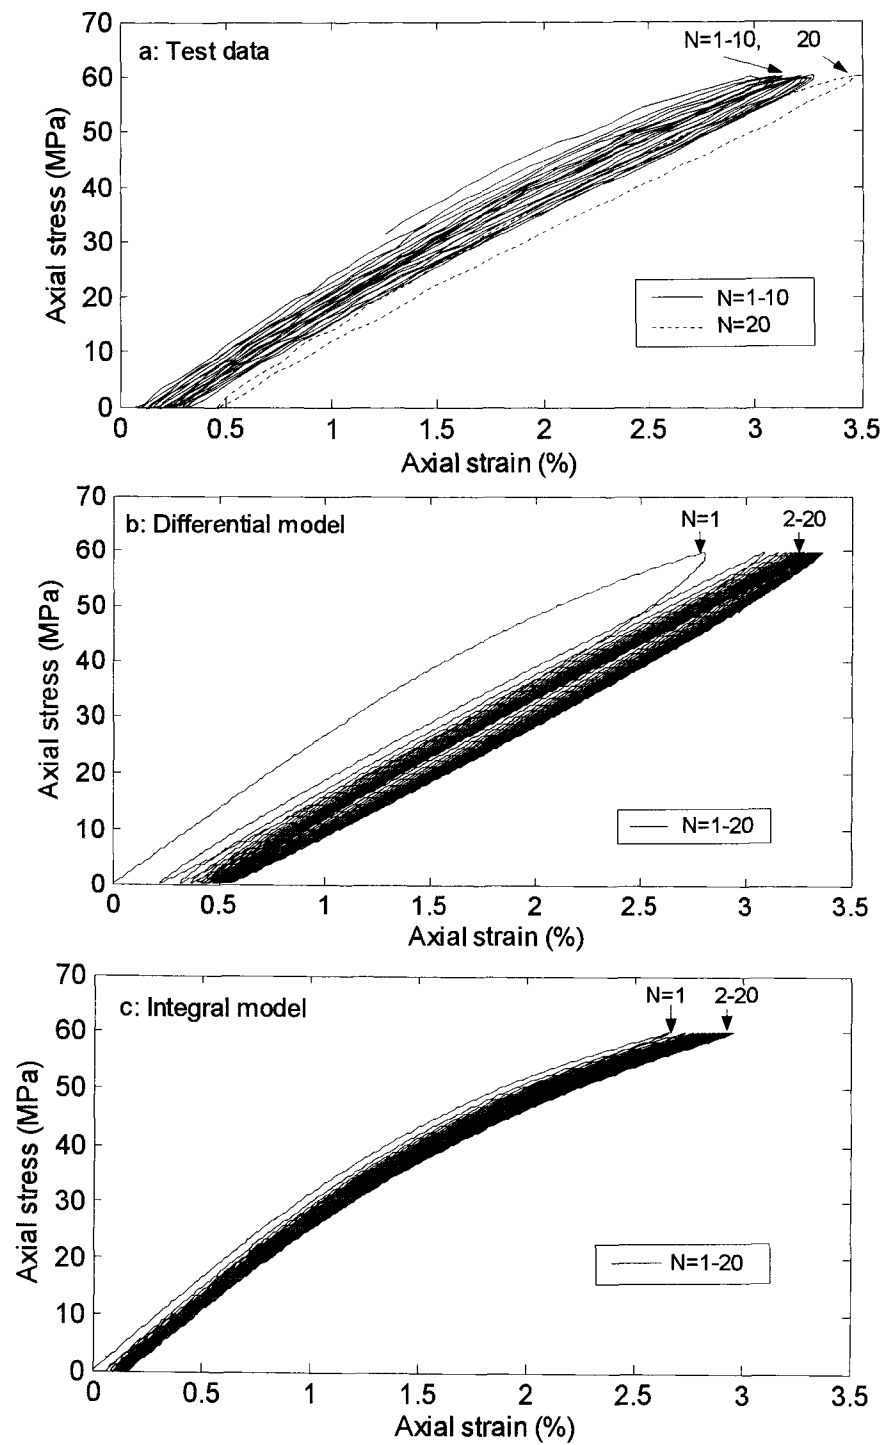 a: Test data
N=1-10, 20
70
60
50
40
30
20
10
0
Axial stress (MPa)
N=1-10
N=20
0 0.5 1 1.5 2 2.5 3 3.5
Axial strain (%)
b: Differential model
N=1 2-20
70
60
50
40
30
20
10
0
Axial stress (MPa)
N=1-20
0 0.5 1 1.5 2 2.5 3 3.5
Axial strain (%)
c: Integral model
N=1 2-20
70
60
50
40
30
20
10
0
Axial stress (MPa)
N=1-20
0 0.5 1 1.5 2 2.5 3 3.5
Axial strain (%)